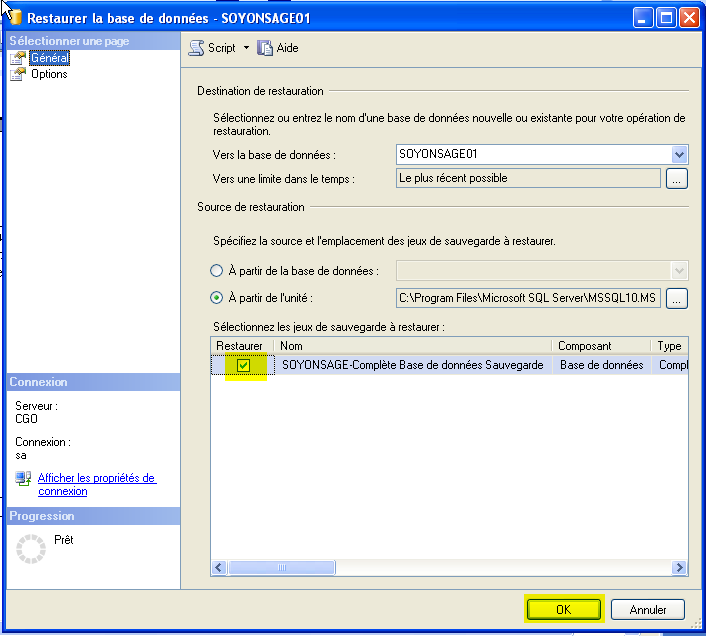 Restaurer la base de données - SOYONSAGE01
Sélectionner une page
Général
Options
Script
Aide
Destination de restauration
Sélectionnez ou entrez le nom d'une base de données nouvelle ou existante pour votre opération de
restauration.
Vers la base de données :
SOYONSAGE01
Vers une limite dans le temps :
Le plus récent possible
...
Source de restauration
Spécifiez la source et l'emplacement des jeux de sauvegarde à restaurer.
À partir de la base de données :
À partir de l'unité :
C:\Program Files\Microsoft SQL Server\MSSQL10.MS
...
Sélectionnez les jeux de sauvegarde à restaurer :
Restaurer Nom Composant Type
SOYONSAGE-Complète Base de données Sauvegarde Base de données Compl
Connexion
Serveur :
CGO
Connexion :
sa
Afficher les propriétés de
connexion
Progression
Prêt
OK
Annuler